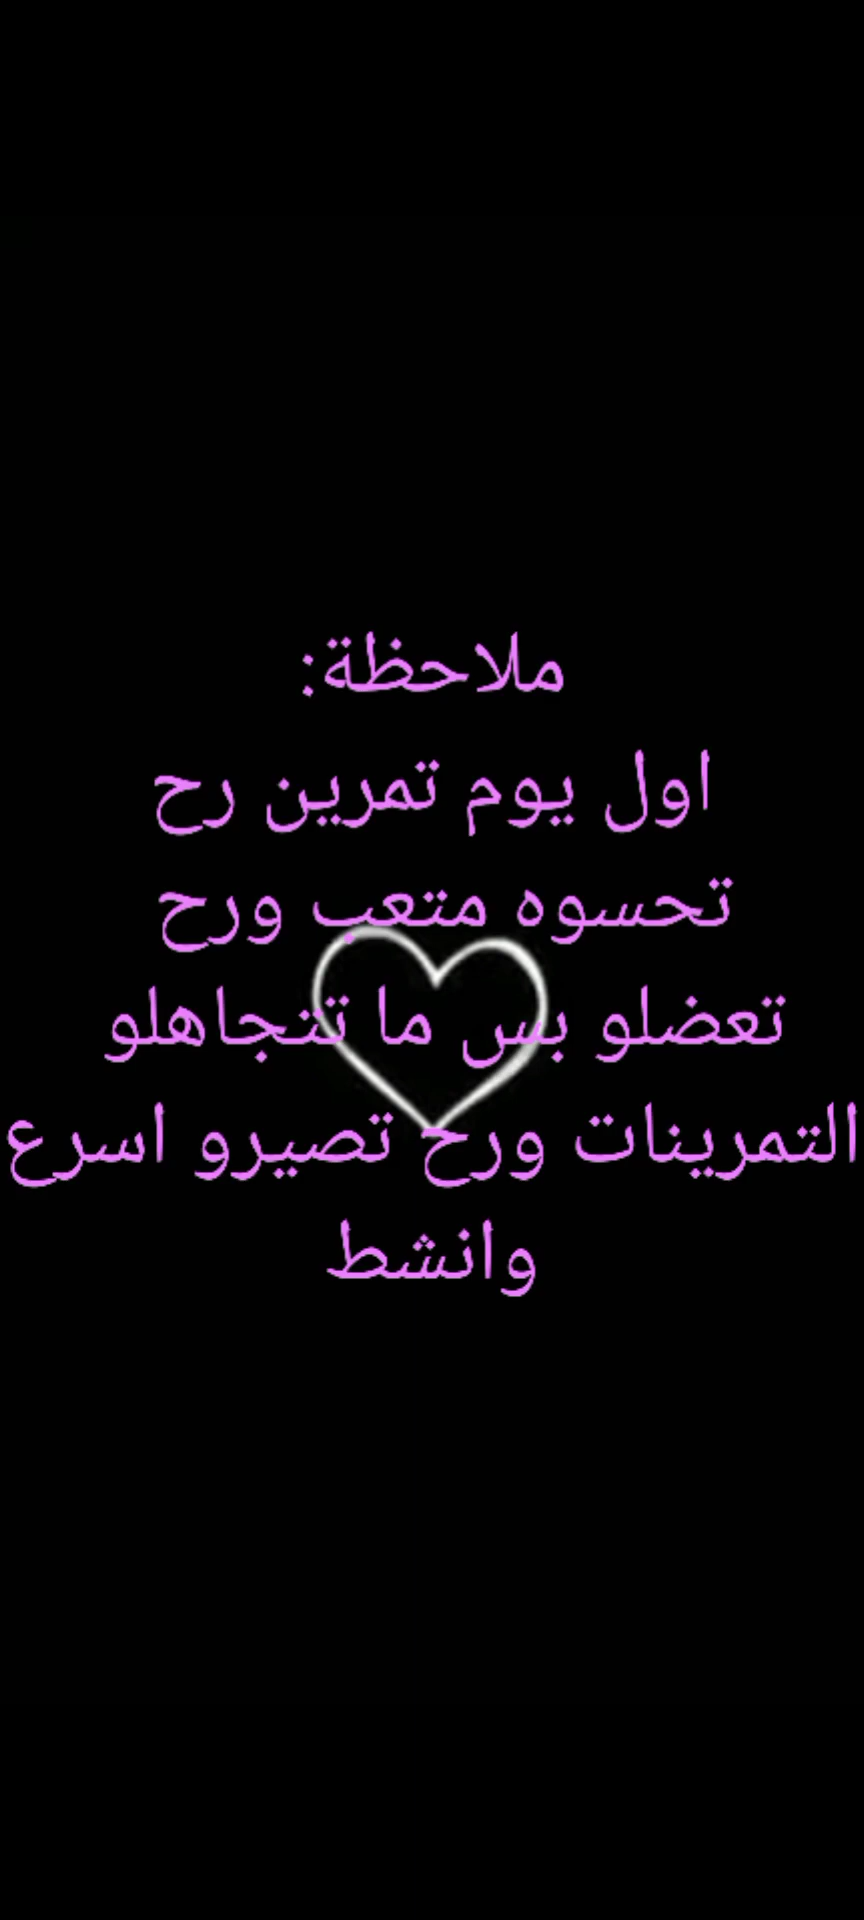 ملاحظة:
اول يوم تمرين رح
تحسوه متعب ورح
تعضلو بس ما تتجاهلو
التمرينات ورح تصيرو اسرع
وانشط